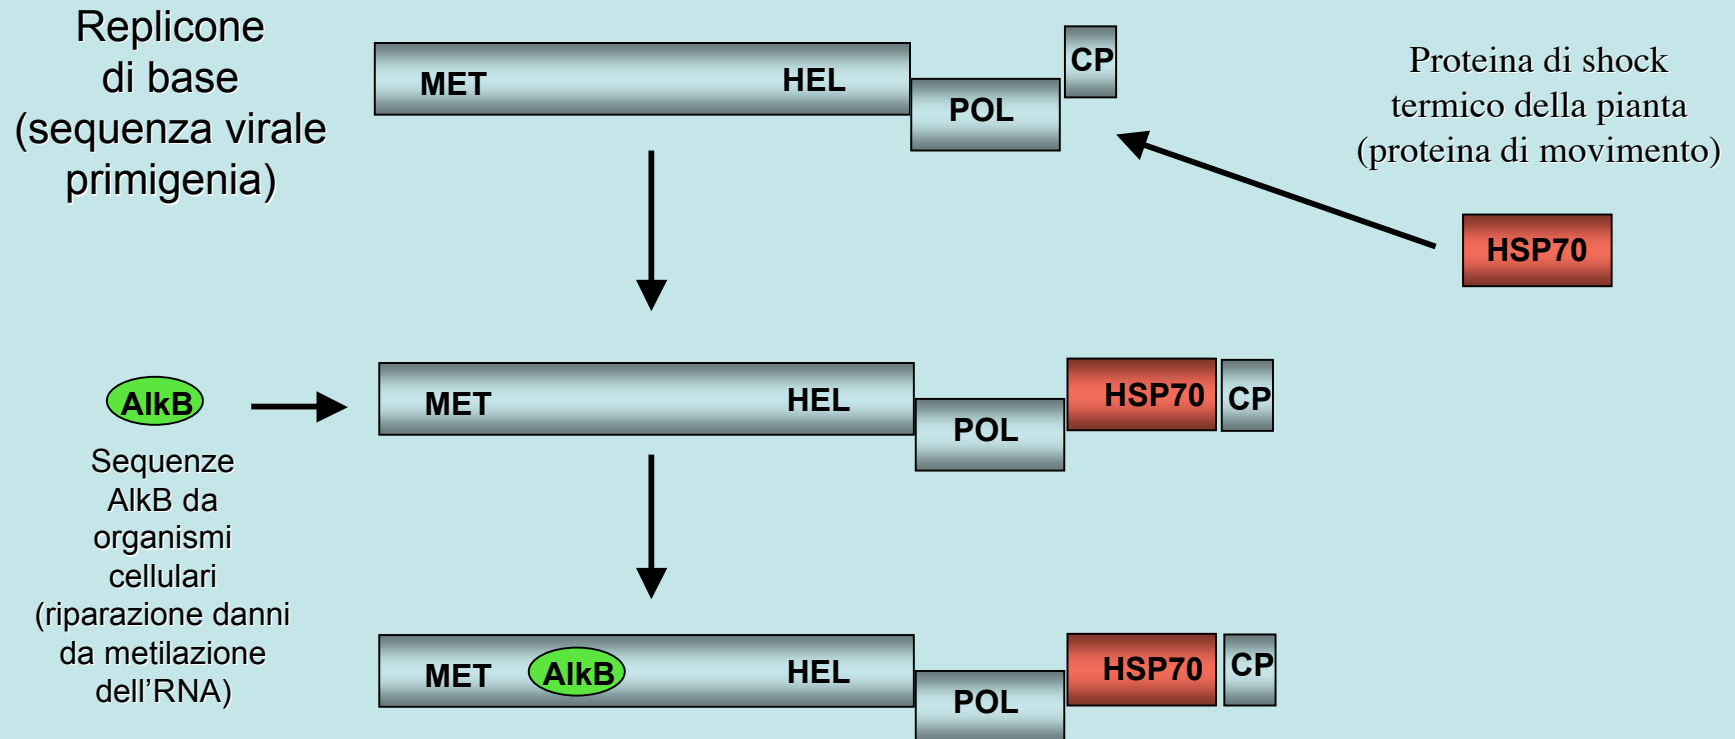 Replicone
di base
(sequenza virale
primigenia)
MET
HEL
POL
CP
Proteina di shock
termico della pianta
(proteina di movimento)
HSP70
AlkB
Sequenze
AlkB da
organismi
cellulari
(riparazione danni
da metilazione
dell'RNA)
MET
HEL
POL
HSP70
CP
MET
AlkB
HEL
POL
HSP70
CP